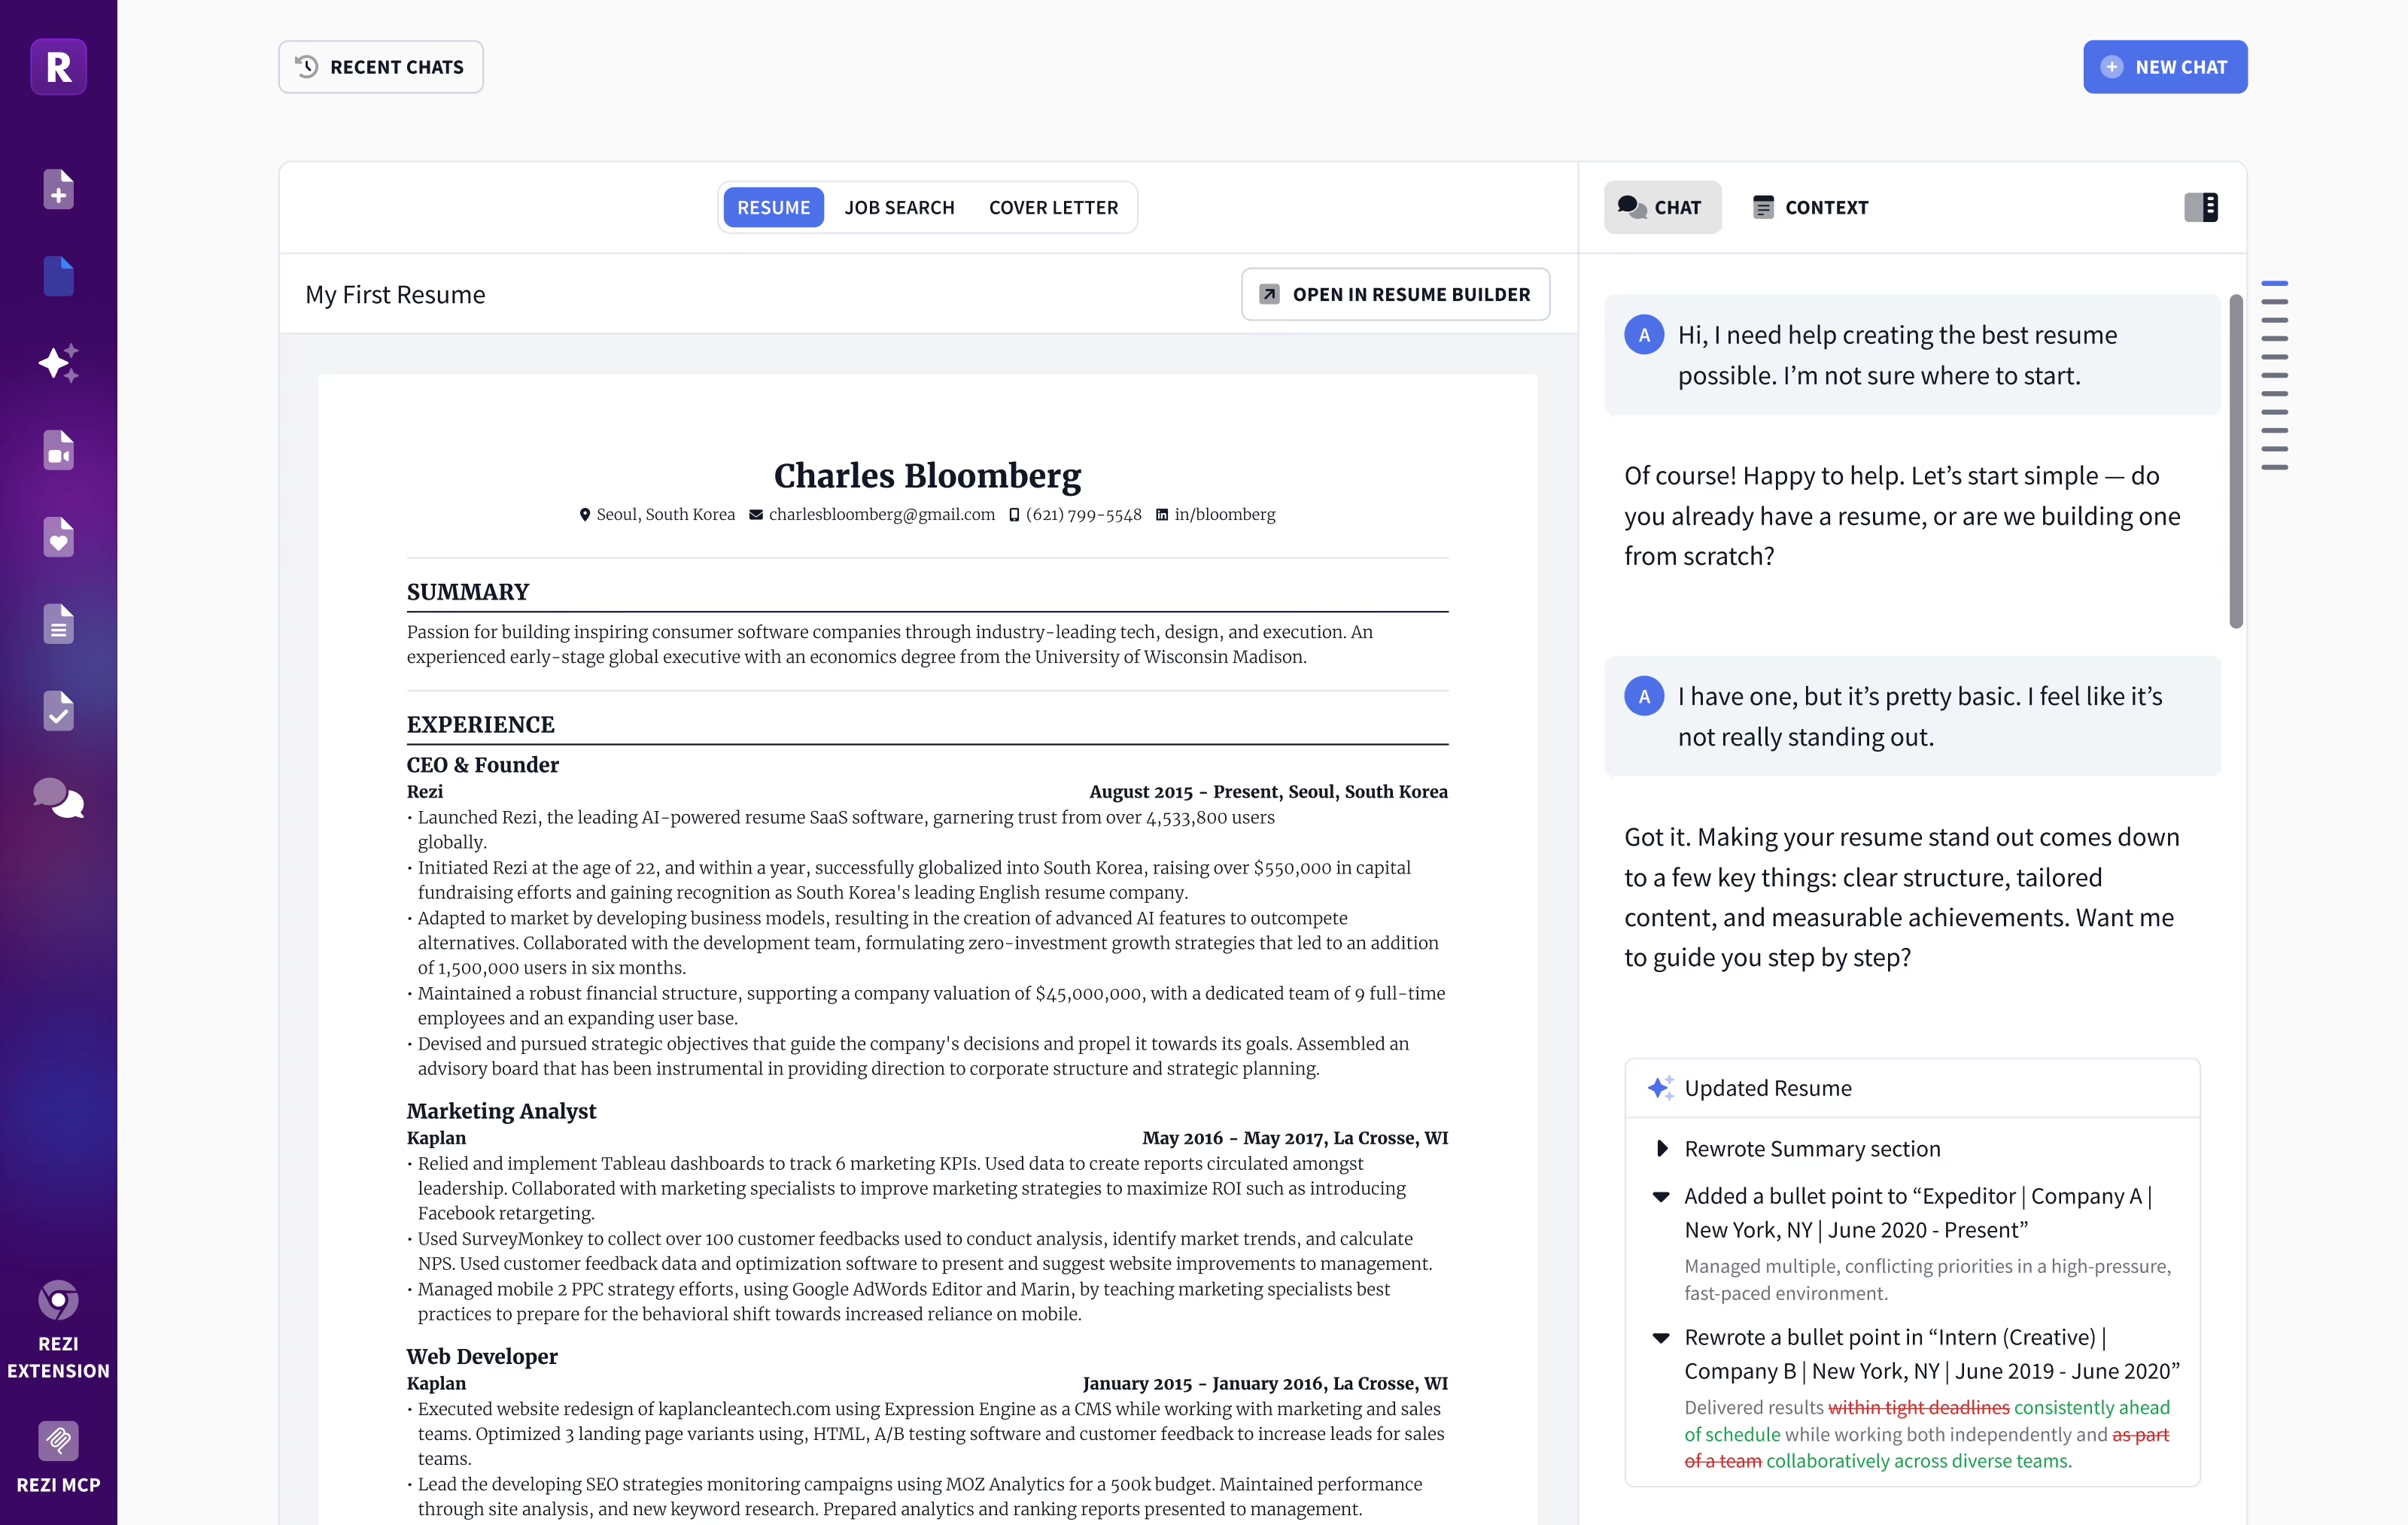 R
RECENT CHATS
NEW CHAT
RESUME
JOB SEARCH
COVER LETTER
My First Resume
OPEN IN RESUME BUILDER
Charles Bloomberg
Seoul, South Korea charlesbloomberg@gmail.com (621) 799-5548 in/bloomberg
SUMMARY
Passion for building inspiring consumer software companies through industry-leading tech, design, and execution. An
experienced early-stage global executive with an economics degree from the University of Wisconsin Madison.
EXPERIENCE
CEO & Founder
Rezi August 2015 - Present, Seoul, South Korea
• Launched Rezi, the leading AI-powered resume SaaS software, garnering trust from over 4,533,800 users
globally.
• Initiated Rezi at the age of 22, and within a year, successfully globalized into South Korea, raising over $550,000 in capital
fundraising efforts and gaining recognition as South Korea's leading English resume company.
• Adapted to market by developing business models, resulting in the creation of advanced AI features to outcompete
alternatives. Collaborated with the development team, formulating zero-investment growth strategies that led to an addition
of 1,500,000 users in six months.
• Maintained a robust financial structure, supporting a company valuation of $45,000,000, with a dedicated team of 9 full-time
employees and an expanding user base.
• Devised and pursued strategic objectives that guide the company's decisions and propel it towards its goals. Assembled an
advisory board that has been instrumental in providing direction to corporate structure and strategic planning.
Marketing Analyst
Kaplan May 2016 - May 2017, La Crosse, WI
• Relied and implement Tableau dashboards to track 6 marketing KPIs. Used data to create reports circulated amongst
leadership. Collaborated with marketing specialists to improve marketing strategies to maximize ROI such as introducing
Facebook retargeting.
• Used SurveyMonkey to collect over 100 customer feedbacks used to conduct analysis, identify market trends, and calculate
NPS. Used customer feedback data and optimization software to present and suggest website improvements to management.
• Managed mobile 2 PPC strategy efforts, using Google AdWords Editor and Marin, by teaching marketing specialists best
practices to prepare for the behavioral shift towards increased reliance on mobile.
Web Developer
Kaplan January 2015 - January 2016, La Crosse, WI
• Executed website redesign of kaplancleantech.com using Expression Engine as a CMS while working with marketing and sales
teams. Optimized 3 landing page variants using, HTML, A/B testing software and customer feedback to increase leads for sales
teams.
• Lead the developing SEO strategies monitoring campaigns using MOZ Analytics for a 500k budget. Maintained performance
through site analysis, and new keyword research. Prepared analytics and ranking reports presented to management.
CHAT
CONTEXT
A
Hi, I need help creating the best resume
possible. I’m not sure where to start.
Of course! Happy to help. Let’s start simple — do
you already have a resume, or are we building one
from scratch?
A
I have one, but it’s pretty basic. I feel like it’s
not really standing out.
Got it. Making your resume stand out comes down
to a few key things: clear structure, tailored
content, and measurable achievements. Want me
to guide you step by step?
Updated Resume
Rewrote Summary section
Added a bullet point to “Expeditor | Company A |
New York, NY | June 2020 - Present”
Managed multiple, conflicting priorities in a high-pressure,
fast-paced environment.
Rewrote a bullet point in “Intern (Creative) |
Company B | New York, NY | June 2019 - June 2020”
Delivered results within tight deadlines consistently ahead
of schedule while working both independently and as part
of a team collaboratively across diverse teams.
REZI
EXTENSION
REZI MCP